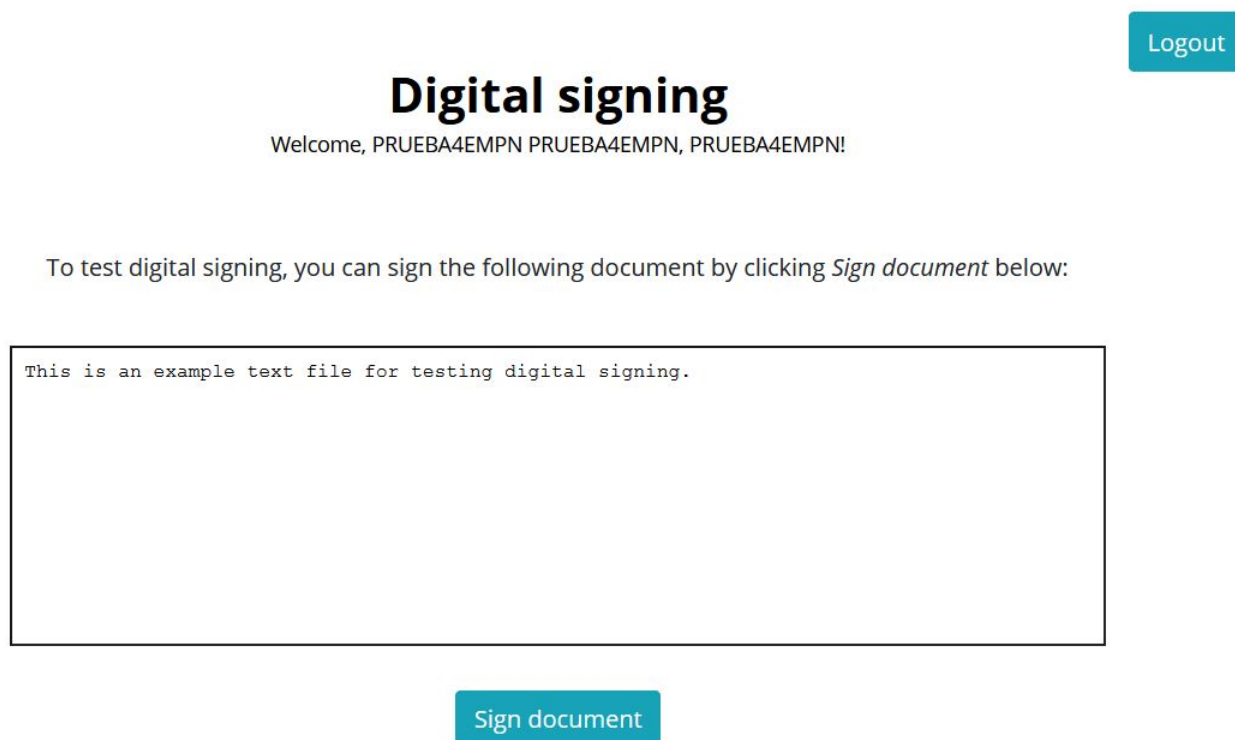 Logout
Digital signing
Welcome, PRUEBA4EMPN PRUEBA4EMPN, PRUEBA4EMPN!
To test digital signing, you can sign the following document by clicking Sign document below:
This is an example text file for testing digital signing.
Sign document